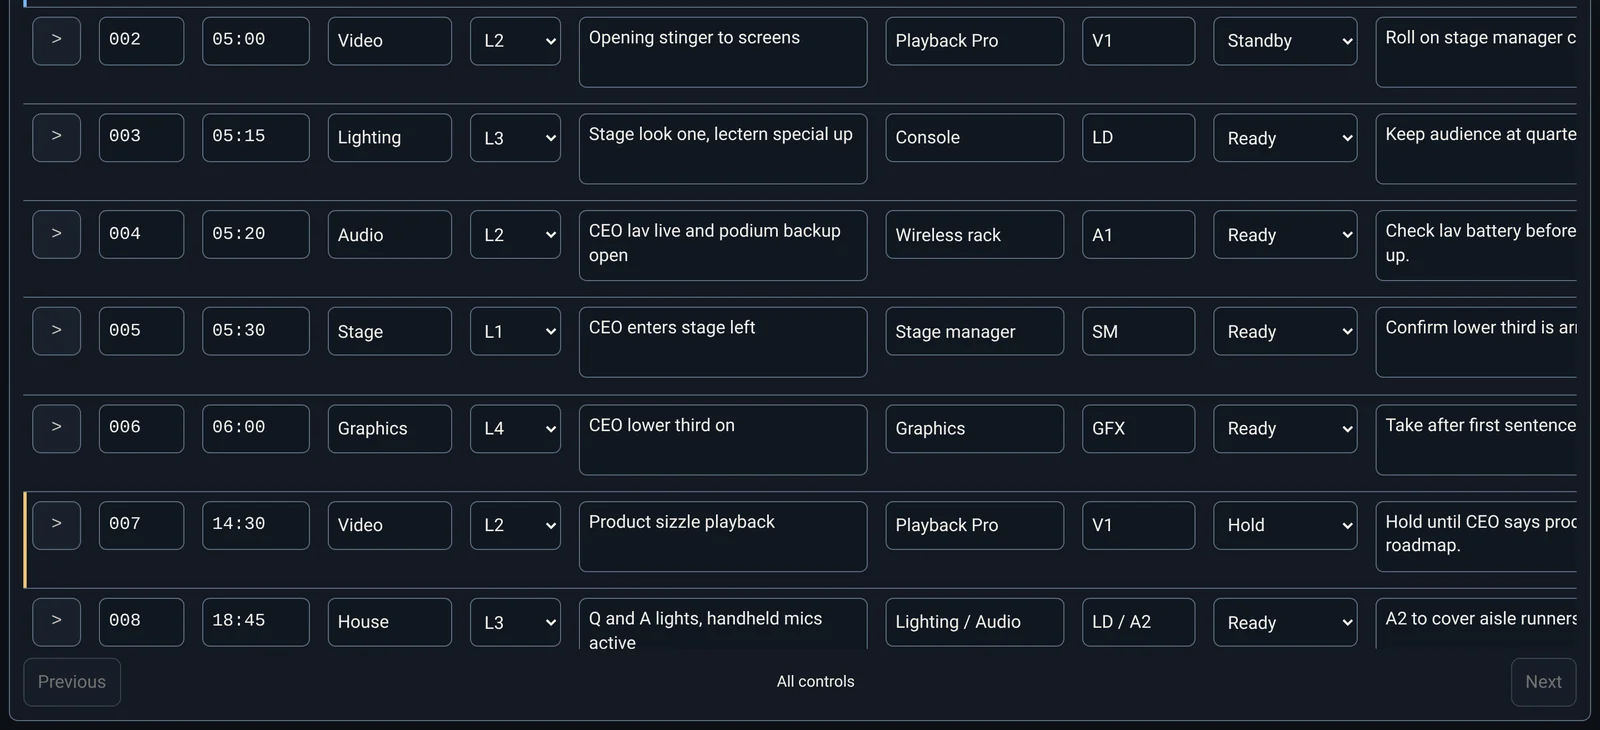 > 002 05:00 Video L2 Opening stinger to screens Playback Pro V1 Standby Roll on stage manager c
> 003 05:15 Lighting L3 Stage look one, lectern special up Console LD Ready Keep audience at quarte
> 004 05:20 Audio L2 CEO lav live and podium backup Wireless rack A1 Ready Check lav battery before
open up.
> 005 05:30 Stage L1 CEO enters stage left Stage manager SM Ready Confirm lower third is
> 006 06:00 Graphics L4 CEO lower third on Graphics GFX Ready Take after first sentence
> 007 14:30 Video L2 Product sizzle playback Playback Pro V1 Hold Hold until CEO says
roadmap.
> 008 18:45 House L3 Q and A lights, handheld mics Lighting / Audio LD / A2 Ready A2 to cover aisle runners
active
Previous All controls Next